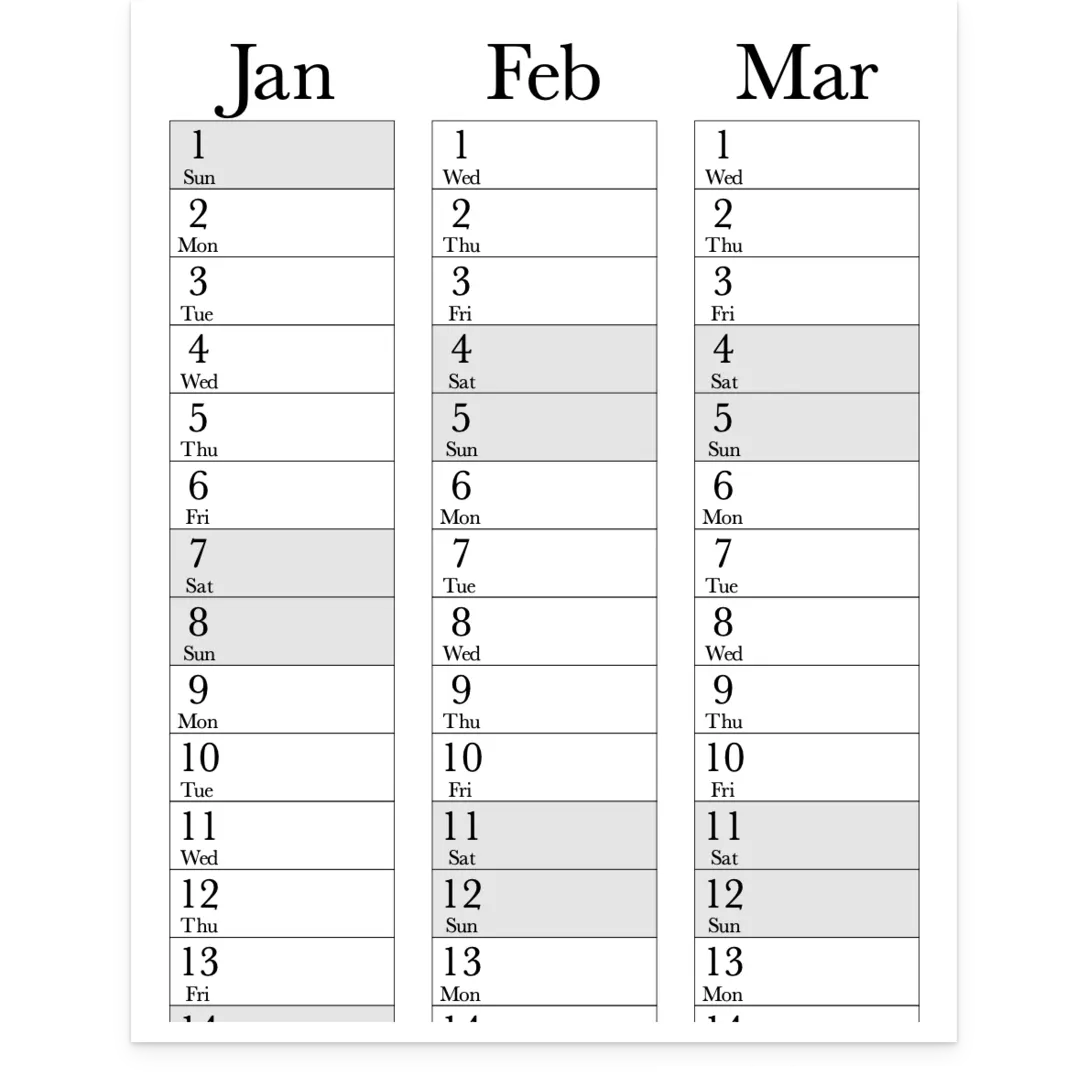 Jan Feb Mar
1 1 1
Sun Wed Wed
2 2 2
Mon Thu Thu
3 3 3
Tue Fri Fri
4 4 4
Wed Sat Sat
5 5 5
Thu Sun Sun
6 6 6
Fri Mon Mon
7 7 7
Sat Tue Tue
8 8 8
Sun Wed Wed
9 9 9
Mon Thu Thu
10 10 10
Tue Fri Fri
11 11 11
Wed Sat Sat
12 12 12
Thu Sun Sun
13 13 13
Fri Mon Mon
14 14 14